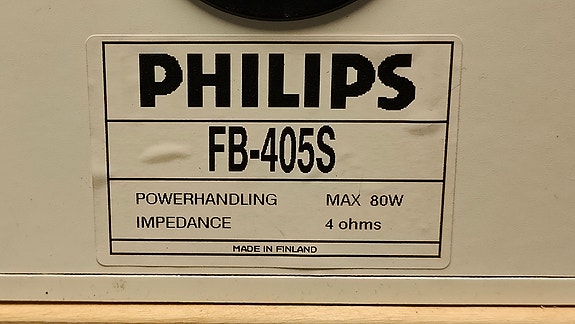 PHILIPS
FB-405S
POWERHANDLING MAX 80W
IMPEDANCE 4 ohms
MADE IN FINLAND